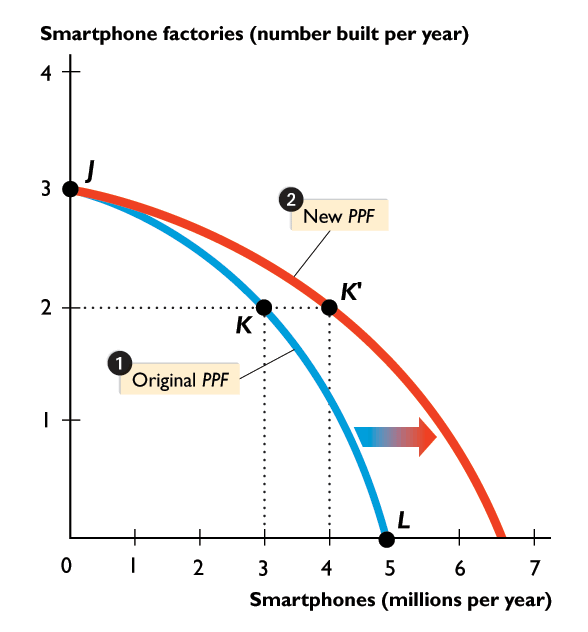 Smartphone factories (number built per year)
4
J
3
2
New PPF
K'
2
K
1
Original PPF
1
L
0 1 2 3 4 5 6 7
Smartphones (millions per year)